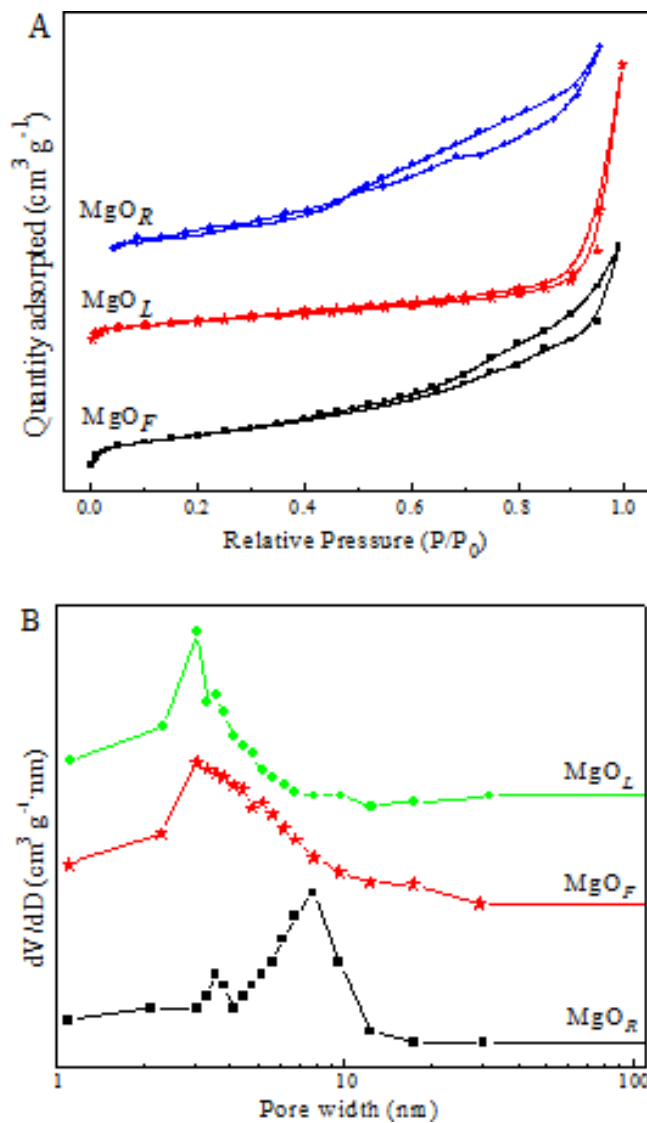 A
Quantity adsorpted (cm³ g⁻¹)
MgO_R
MgO_L
MgO_F
0.0 0.2 0.4 0.6 0.8 1.0
Relative Pressure (P/P₀)
B
dV/dD (cm³ g⁻¹·nm)
MgO_L
MgO_F
MgO_R
1 10 100
Pore width (nm)